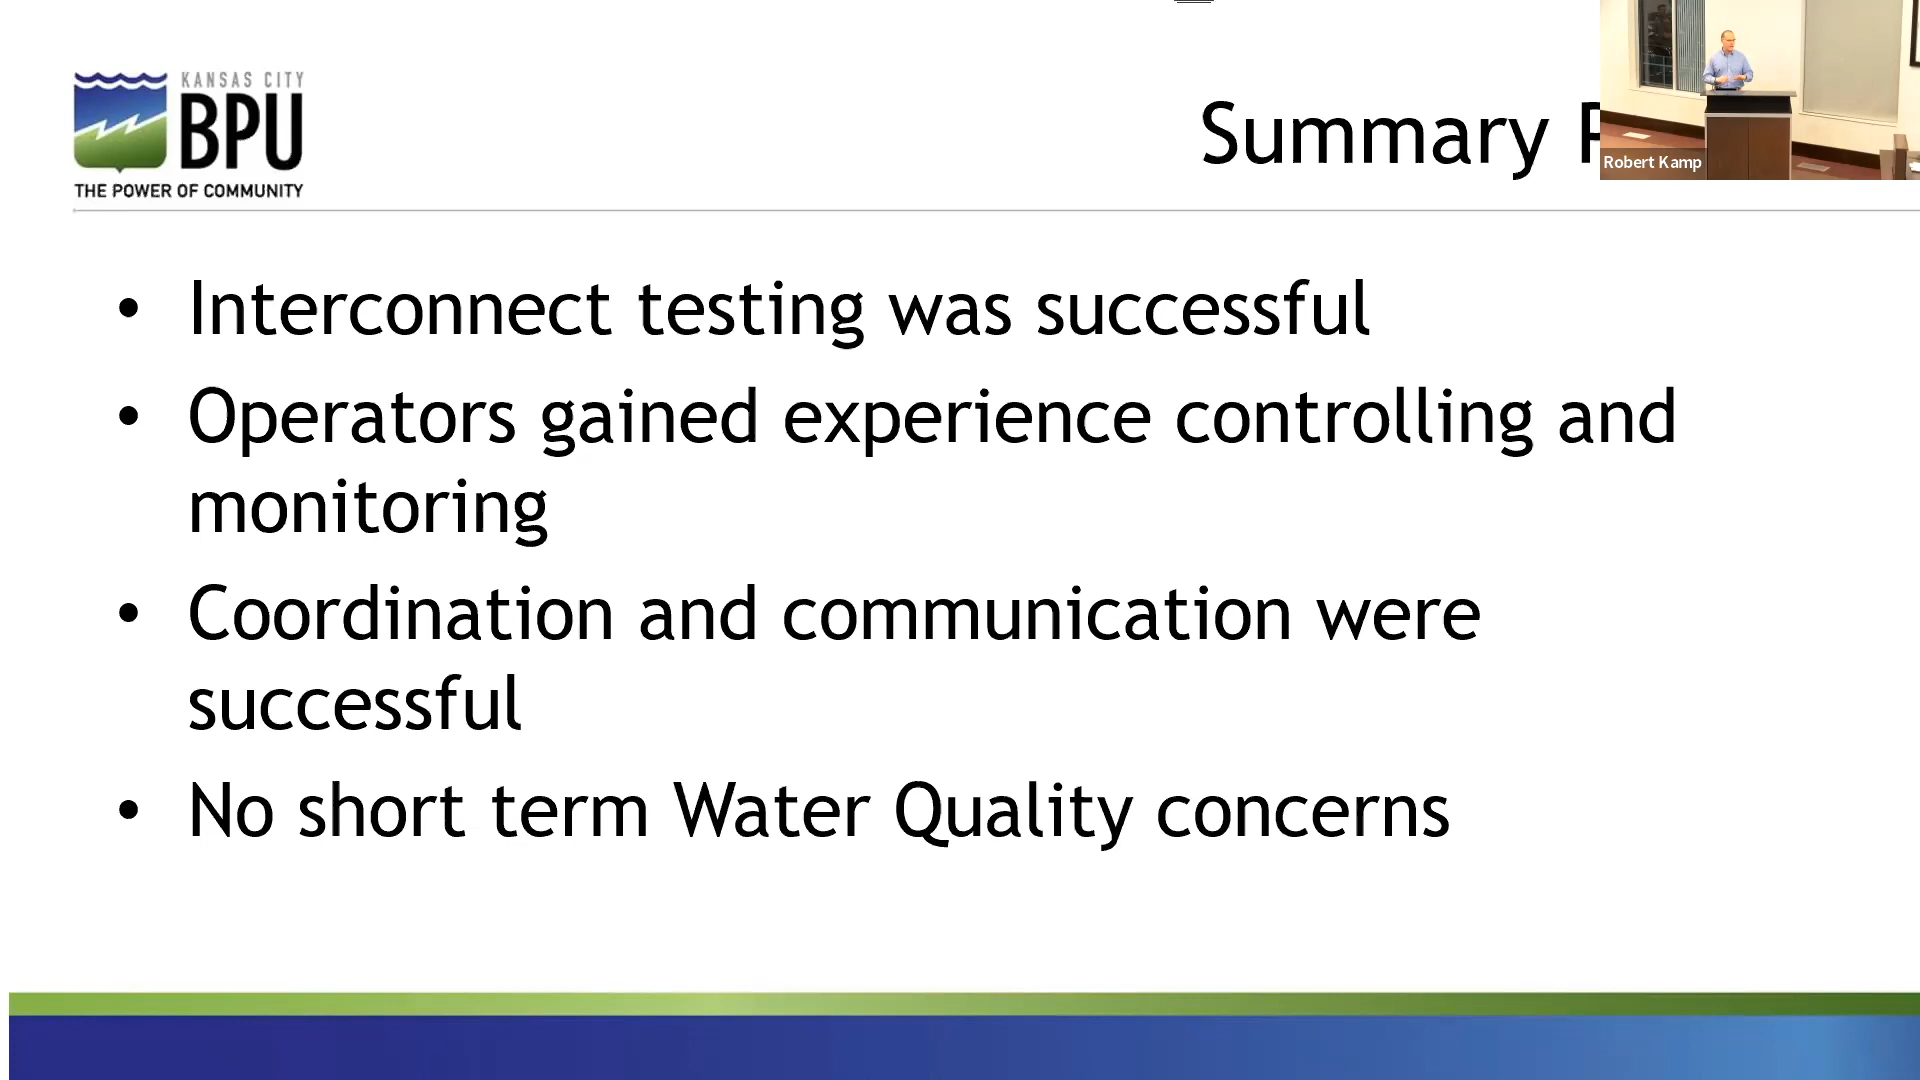 KANSAS CITY
BPU
THE POWER OF COMMUNITY
Summary
Robert Kamp
• Interconnect testing was successful
• Operators gained experience controlling and
monitoring
• Coordination and communication were
successful
• No short term Water Quality concerns